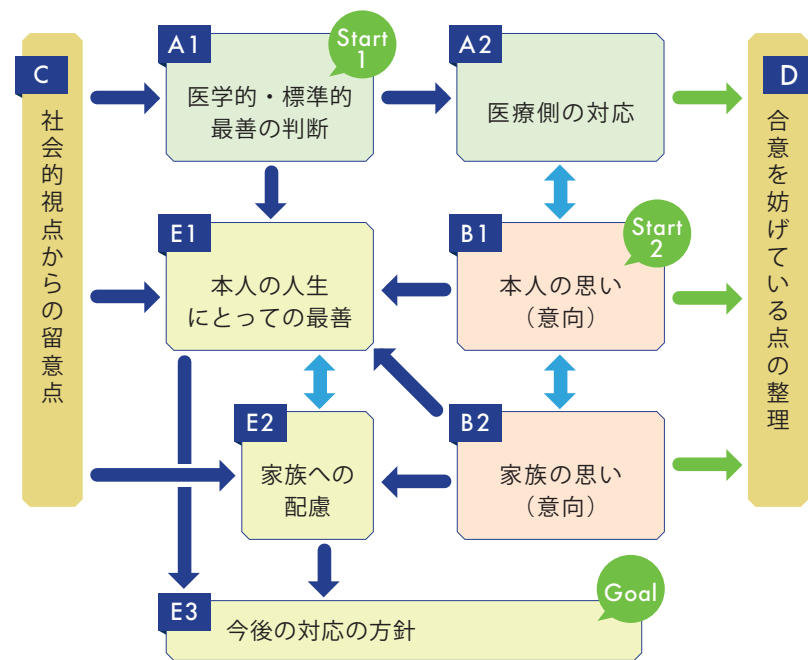 C
社会的視点からの留意点
A1
Start
1
医学的・標準的
最善の判断
A2
医療側の対応
D
合意を妨げている点の整理
E1
本人の人生
にとっての最善
B1
Start
2
本人の思い
（意向）
E2
家族への
配慮
B2
家族の思い
（意向）
E3
今後の対応の方針
Goal